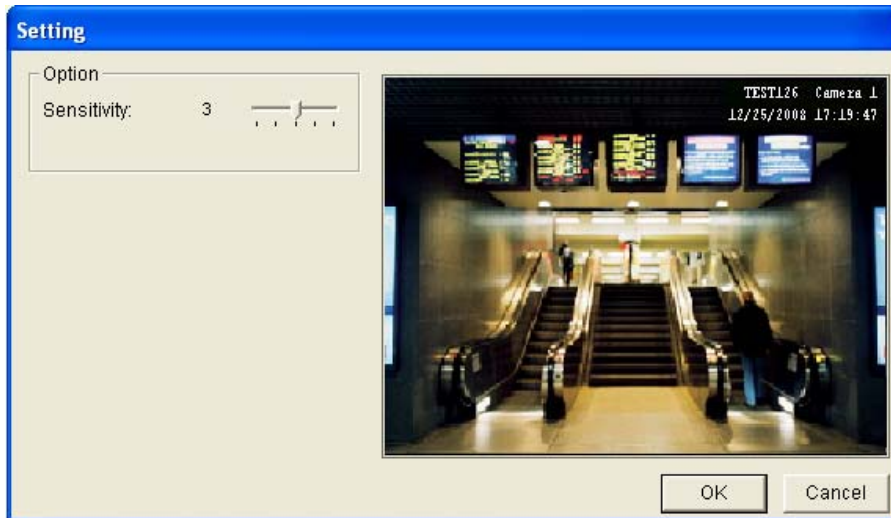 Setting
Option
Sensitivity: 3
TEST126 Camera 1
12/25/2008 17:19:47
OK
Cancel